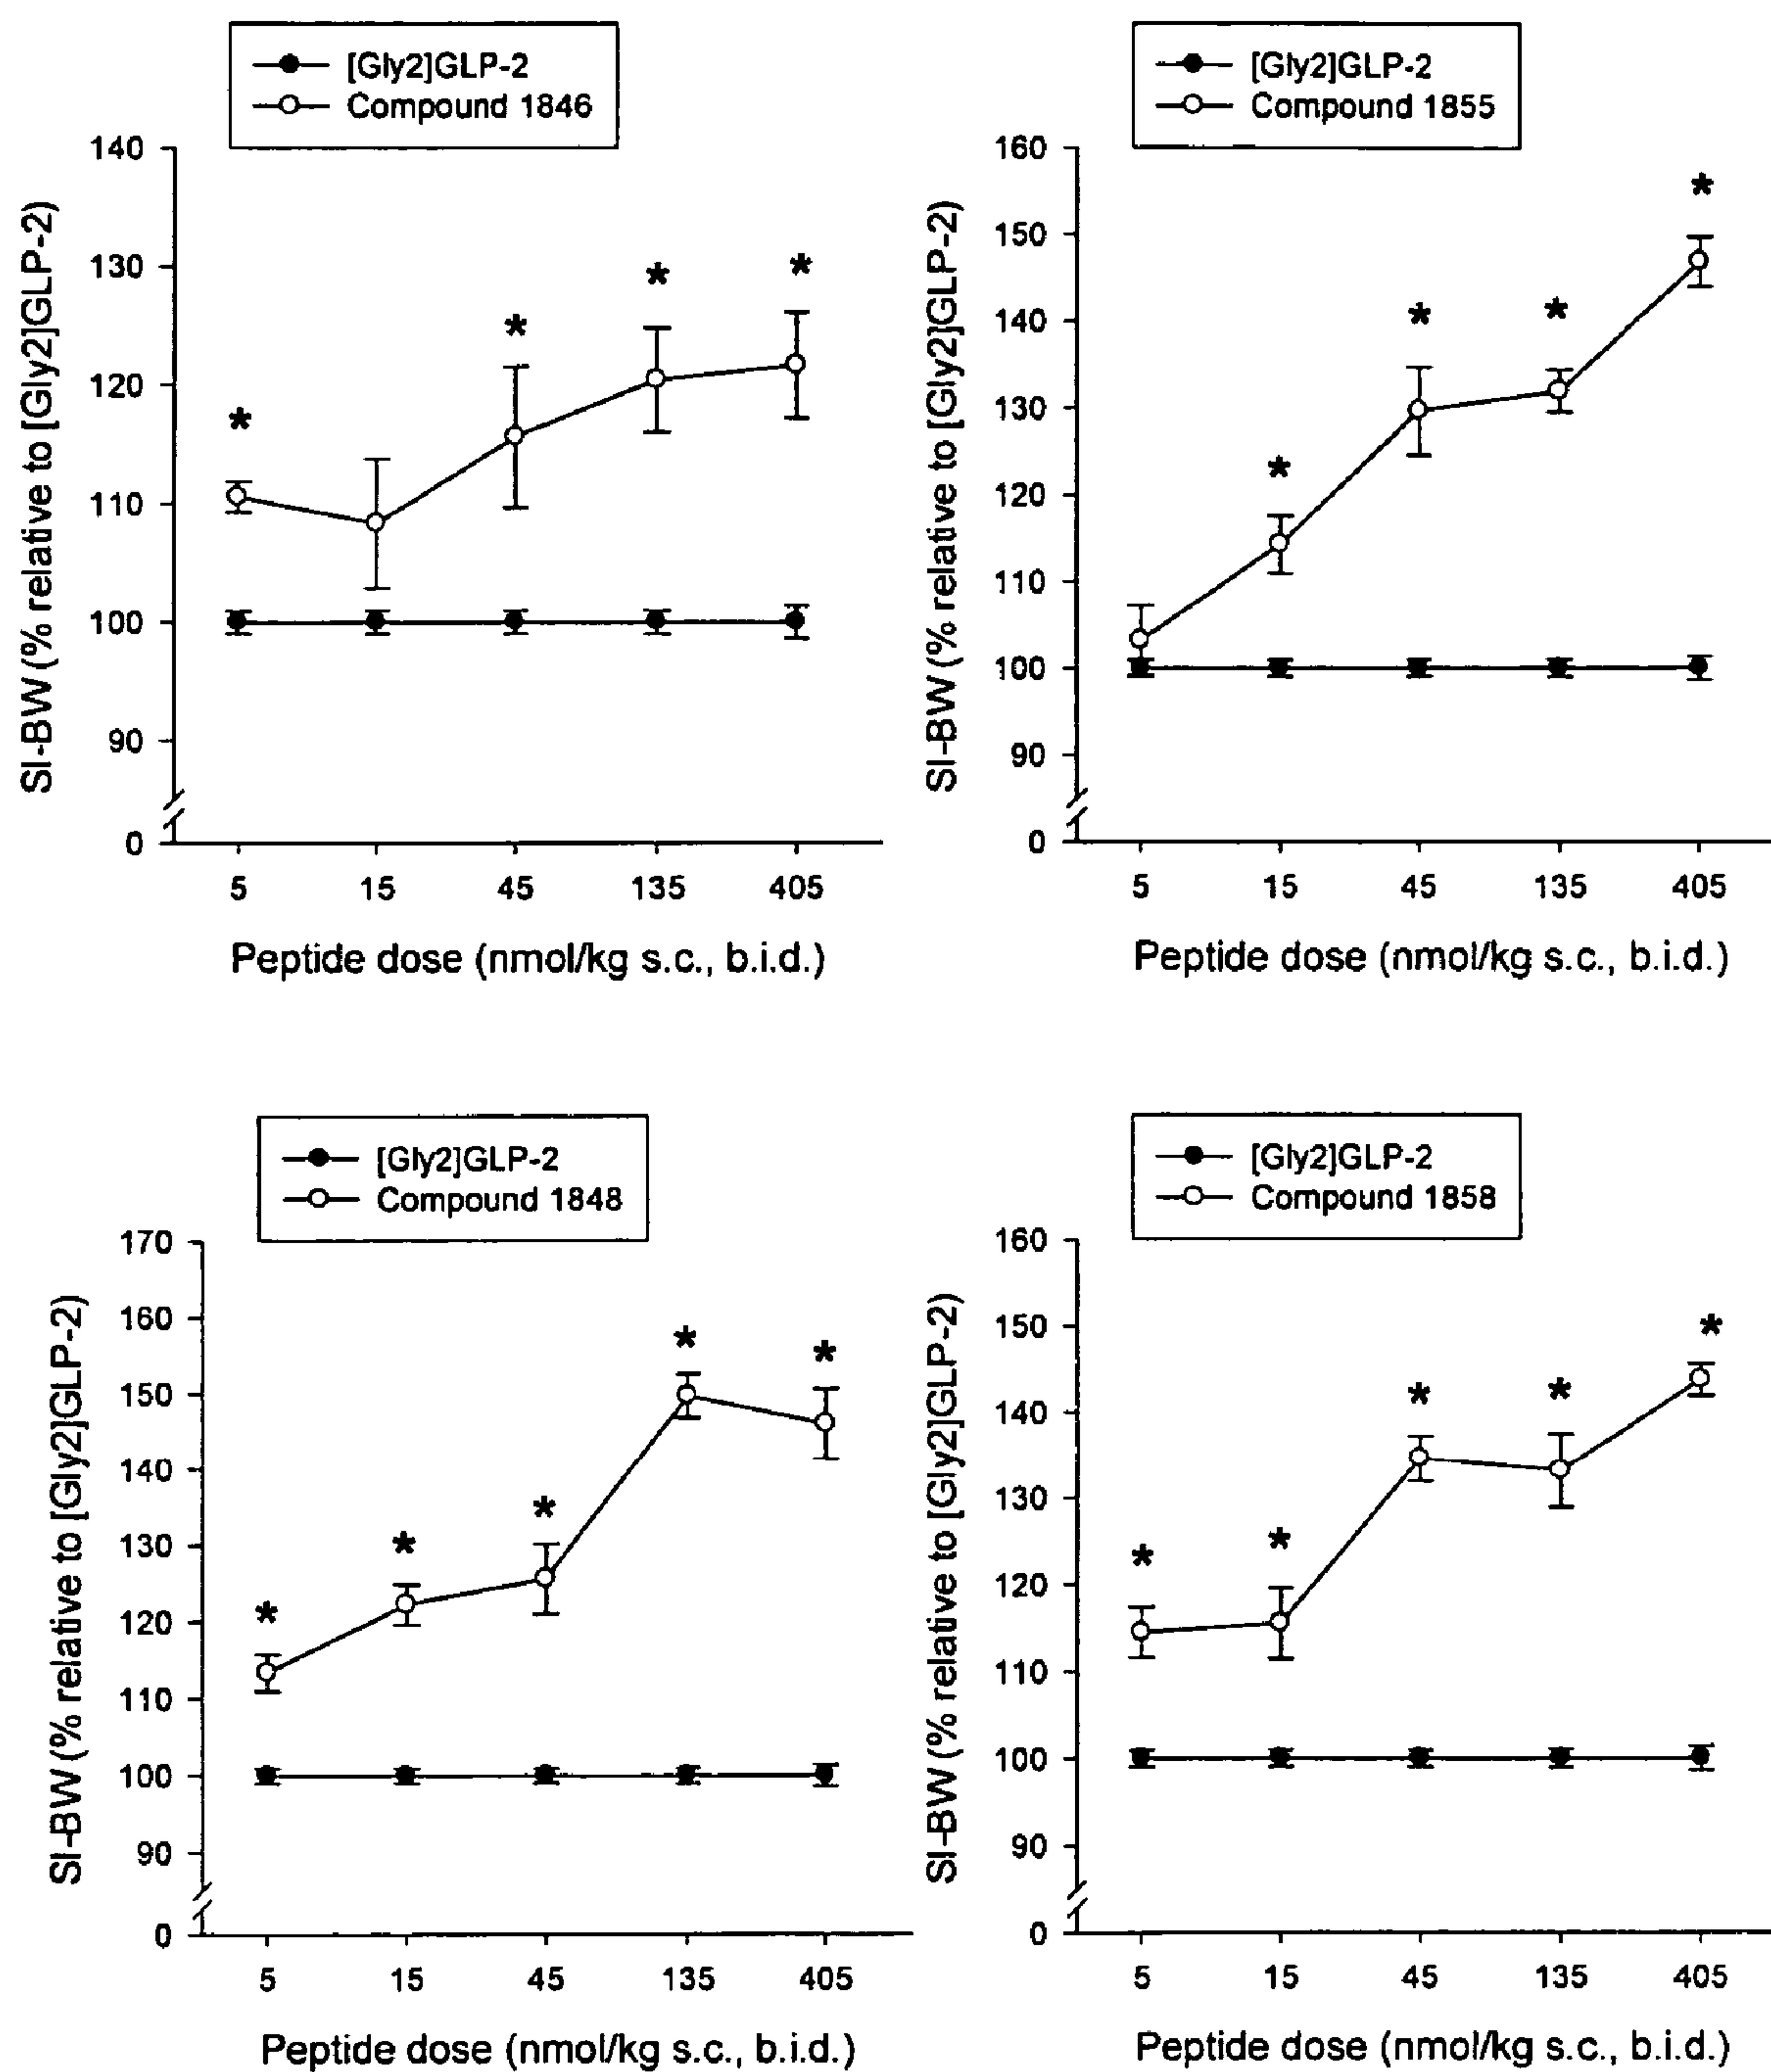 [Gly2]GLP-2
Compound 1846
SI-BW (% relative to [Gly2]GLP-2)
140
130
*
*
*
120
*
110
100
90
0
5 15 45 135 405
Peptide dose (nmol/kg s.c., b.i.d.)
[Gly2]GLP-2
Compound 1855
SI-BW (% relative to [Gly2]GLP-2)
160
*
150
140
*
*
130
*
120
110
100
90
0
5 15 45 135 405
Peptide dose (nmol/kg s.c., b.i.d.)
[Gly2]GLP-2
Compound 1848
SI-BW (% relative to [Gly2]GLP-2)
170
160
*
*
150
140
*
130
*
120
*
110
100
90
0
5 15 45 135 405
Peptide dose (nmol/kg s.c., b.i.d.)
[Gly2]GLP-2
Compound 1858
SI-BW (% relative to [Gly2]GLP-2)
160
150
*
140
*
*
130
*
120
*
110
100
90
0
5 15 45 135 405
Peptide dose (nmol/kg s.c., b.i.d.)